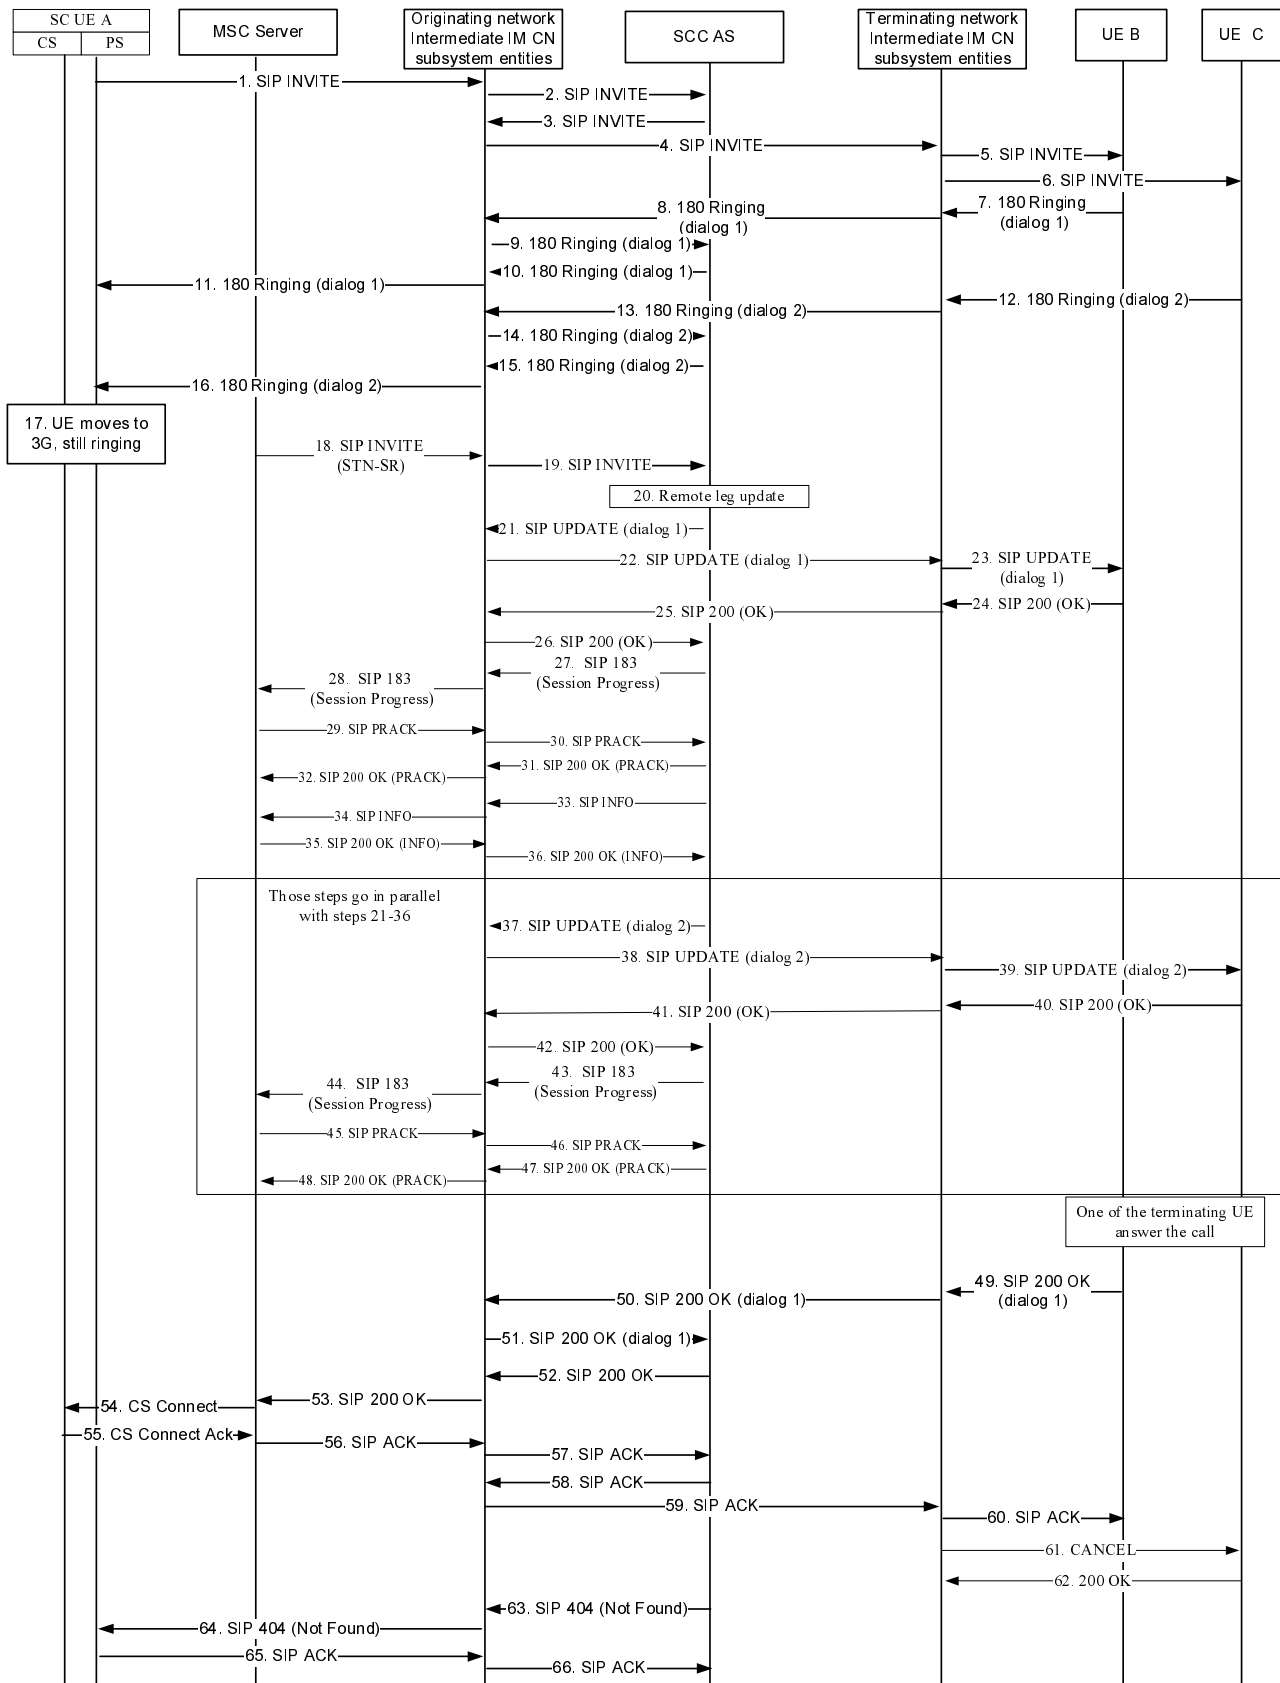 SC UE A
CS
PS
MSC Server
Originating network
Intermediate IM CN
subsystem entities
SCC AS
Terminating network
Intermediate IM CN
subsystem entities
UE B
UE C
1. SIP INVITE
2. SIP INVITE
3. SIP INVITE
4. SIP INVITE
5. SIP INVITE
6. SIP INVITE
7. 180 Ringing
(dialog 1)
8. 180 Ringing
(dialog 1)
9. 180 Ringing (dialog 1)
10. 180 Ringing (dialog 1)
11. 180 Ringing (dialog 1)
12. 180 Ringing (dialog 2)
13. 180 Ringing (dialog 2)
14. 180 Ringing (dialog 2)
15. 180 Ringing (dialog 2)
16. 180 Ringing (dialog 2)
17. UE moves to
3G, still ringing
18. SIP INVITE
(STN-SR)
19. SIP INVITE
20. Remote leg update
21. SIP UPDATE (dialog 1)
22. SIP UPDATE (dialog 1)
23. SIP UPDATE
(dialog 1)
24. SIP 200 (OK)
25. SIP 200 (OK)
26. SIP 200 (OK)
27. SIP 183
(Session Progress)
28. SIP 183
(Session Progress)
29. SIP PRACK
30. SIP PRACK
31. SIP 200 OK (PRACK)
32. SIP 200 OK (PRACK)
33. SIP INFO
34. SIP INFO
35. SIP 200 OK (INFO)
36. SIP 200 OK (INFO)
Those steps go in parallel
with steps 21-36
37. SIP UPDATE (dialog 2)
38. SIP UPDATE (dialog 2)
39. SIP UPDATE (dialog 2)
40. SIP 200 (OK)
41. SIP 200 (OK)
42. SIP 200 (OK)
43. SIP 183
(Session Progress)
44. SIP 183
(Session Progress)
45. SIP PRACK
46. SIP PRACK
47. SIP 200 OK (PRACK)
48. SIP 200 OK (PRACK)
One of the terminating UE
answer the call
49. SIP 200 OK
(dialog 1)
50. SIP 200 OK (dialog 1)
51. SIP 200 OK (dialog 1)
52. SIP 200 OK
53. SIP 200 OK
54. CS Connect
55. CS Connect Ack
56. SIP ACK
57. SIP ACK
58. SIP ACK
59. SIP ACK
60. SIP ACK
61. CANCEL
62. 200 OK
63. SIP 404 (Not Found)
64. SIP 404 (Not Found)
65. SIP ACK
66. SIP ACK